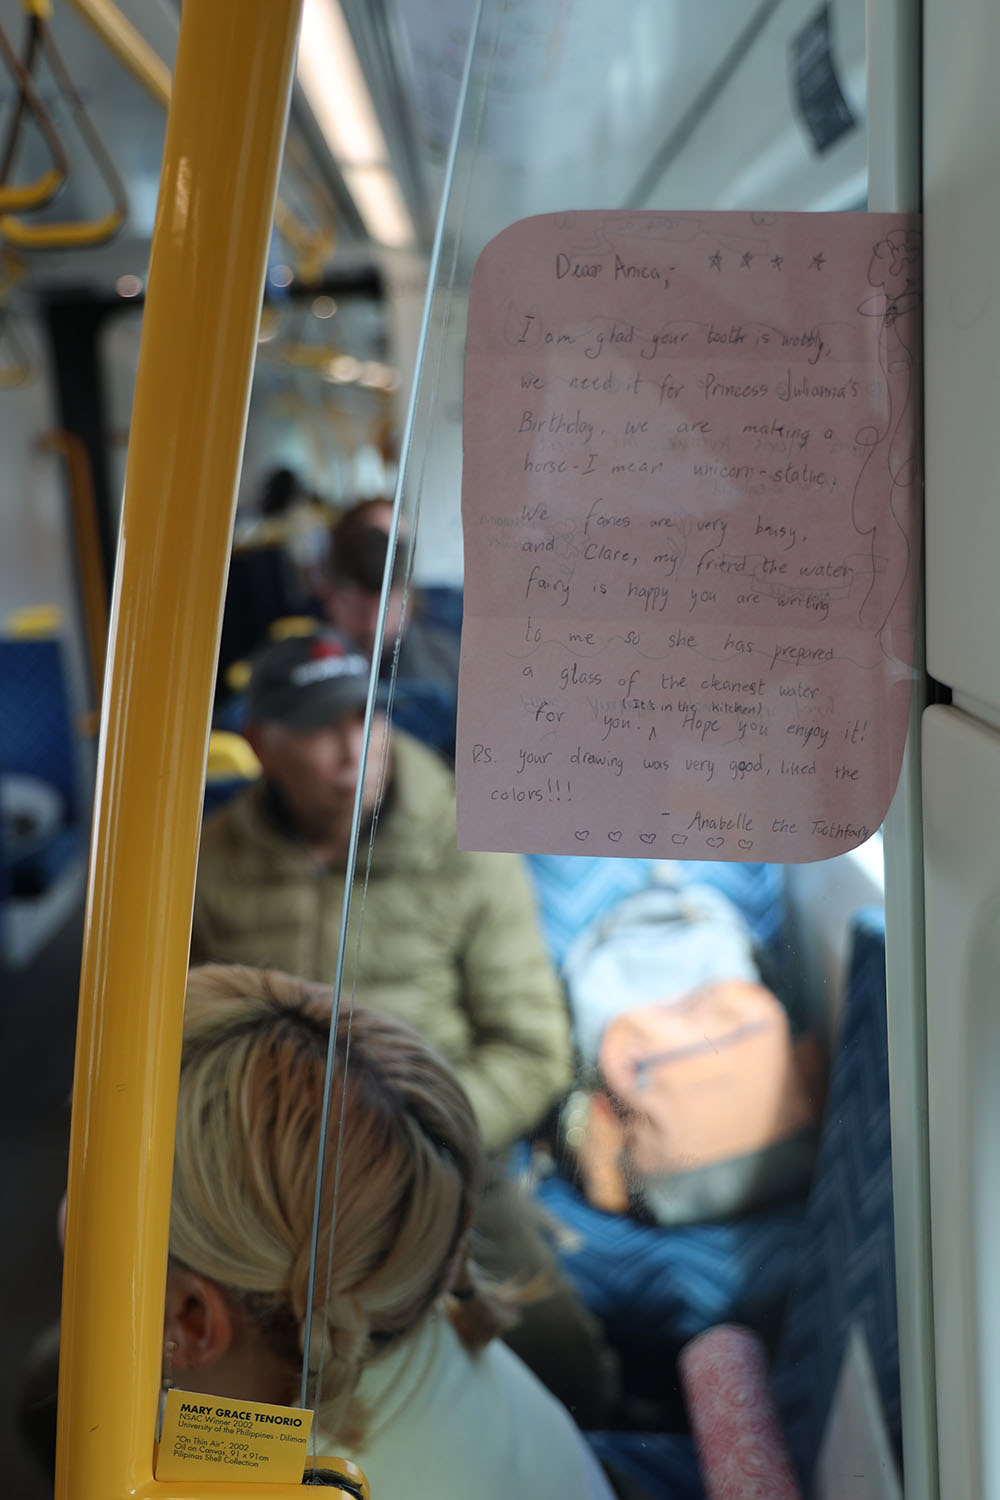 Dear Anica,
I am glad your tooth is wobbly,
we need it for Princess Julianna's
Birthday, we are making a
horse-I mean unicorn-statue.
We faries are very busy,
and Clare, my friend the water
fairy is happy you are writing
to me so she has prepared
a glass of the cleanest water
(It's in the kitchen)
for you. ^ Hope you enjoy it!
P.S. your drawing was very good, liked the
colors!!!
- Anabelle the Toothfairy
MARY GRACE TENORIO
NSAC Winner 2002
University of the Philippines - Diliman
"On Thin Air", 2002
Oil on Canvas, 91 x 91cm
Pilipinas Shell Collection